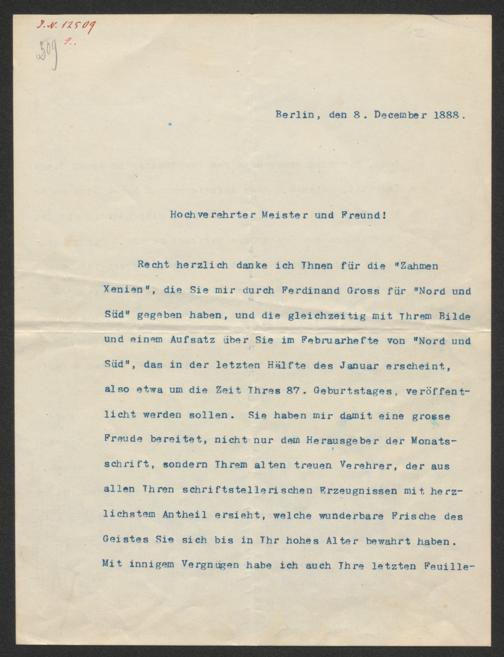 I.N. 12509
509
Berlin, den 8. December 1888.
Hochverehrter Meister und Freund!
Recht herzlich danke ich Ihnen für die "Zahmen
Xenien", die Sie mir durch Ferdinand Gross für "Nord und
Süd" gegeben haben, und die gleichzeitig mit Ihrem Bilde
und einem Aufsatz über Sie im Februarhefte von "Nord und
Süd", das in der letzten Hälfte des Januar erscheint,
also etwa um die Zeit Ihres 87. Geburtstages, veröffent-
licht werden sollen. Sie haben mir damit eine grosse
Freude bereitet, nicht nur dem Herausgeber der Monats-
schrift, sondern Ihrem alten treuen Verehrer, der aus
allen Ihren schriftstellerischen Erzeugnissen mit herz-
lichstem Antheil ersieht, welche wunderbare Frische des
Geistes Sie sich bis in Ihr hohes Alter bewahrt haben.
Mit innigem Vergnügen habe ich auch Ihre letzten Feuille-